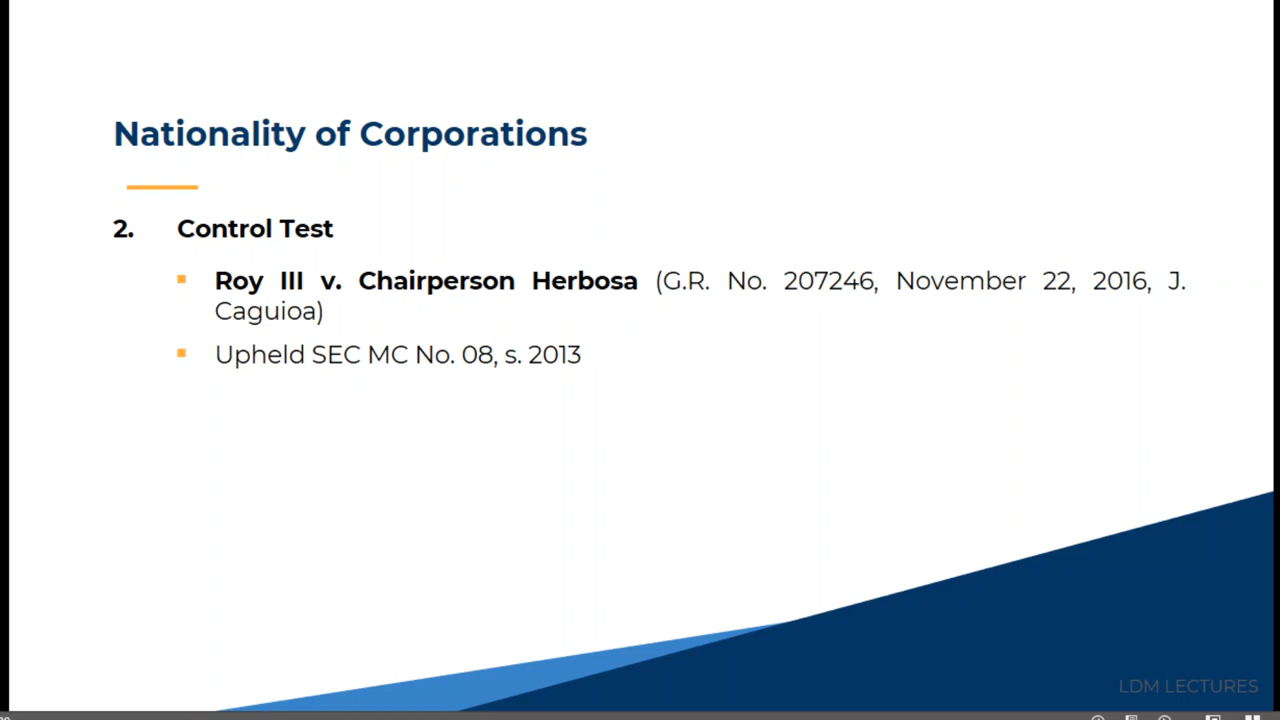 Nationality of Corporations
2. Control Test
▪ Roy III v. Chairperson Herbosa (G.R. No. 207246, November 22, 2016, J.
Caguioa)
▪ Upheld SEC MC No. 08, s. 2013
LDM LECTURES